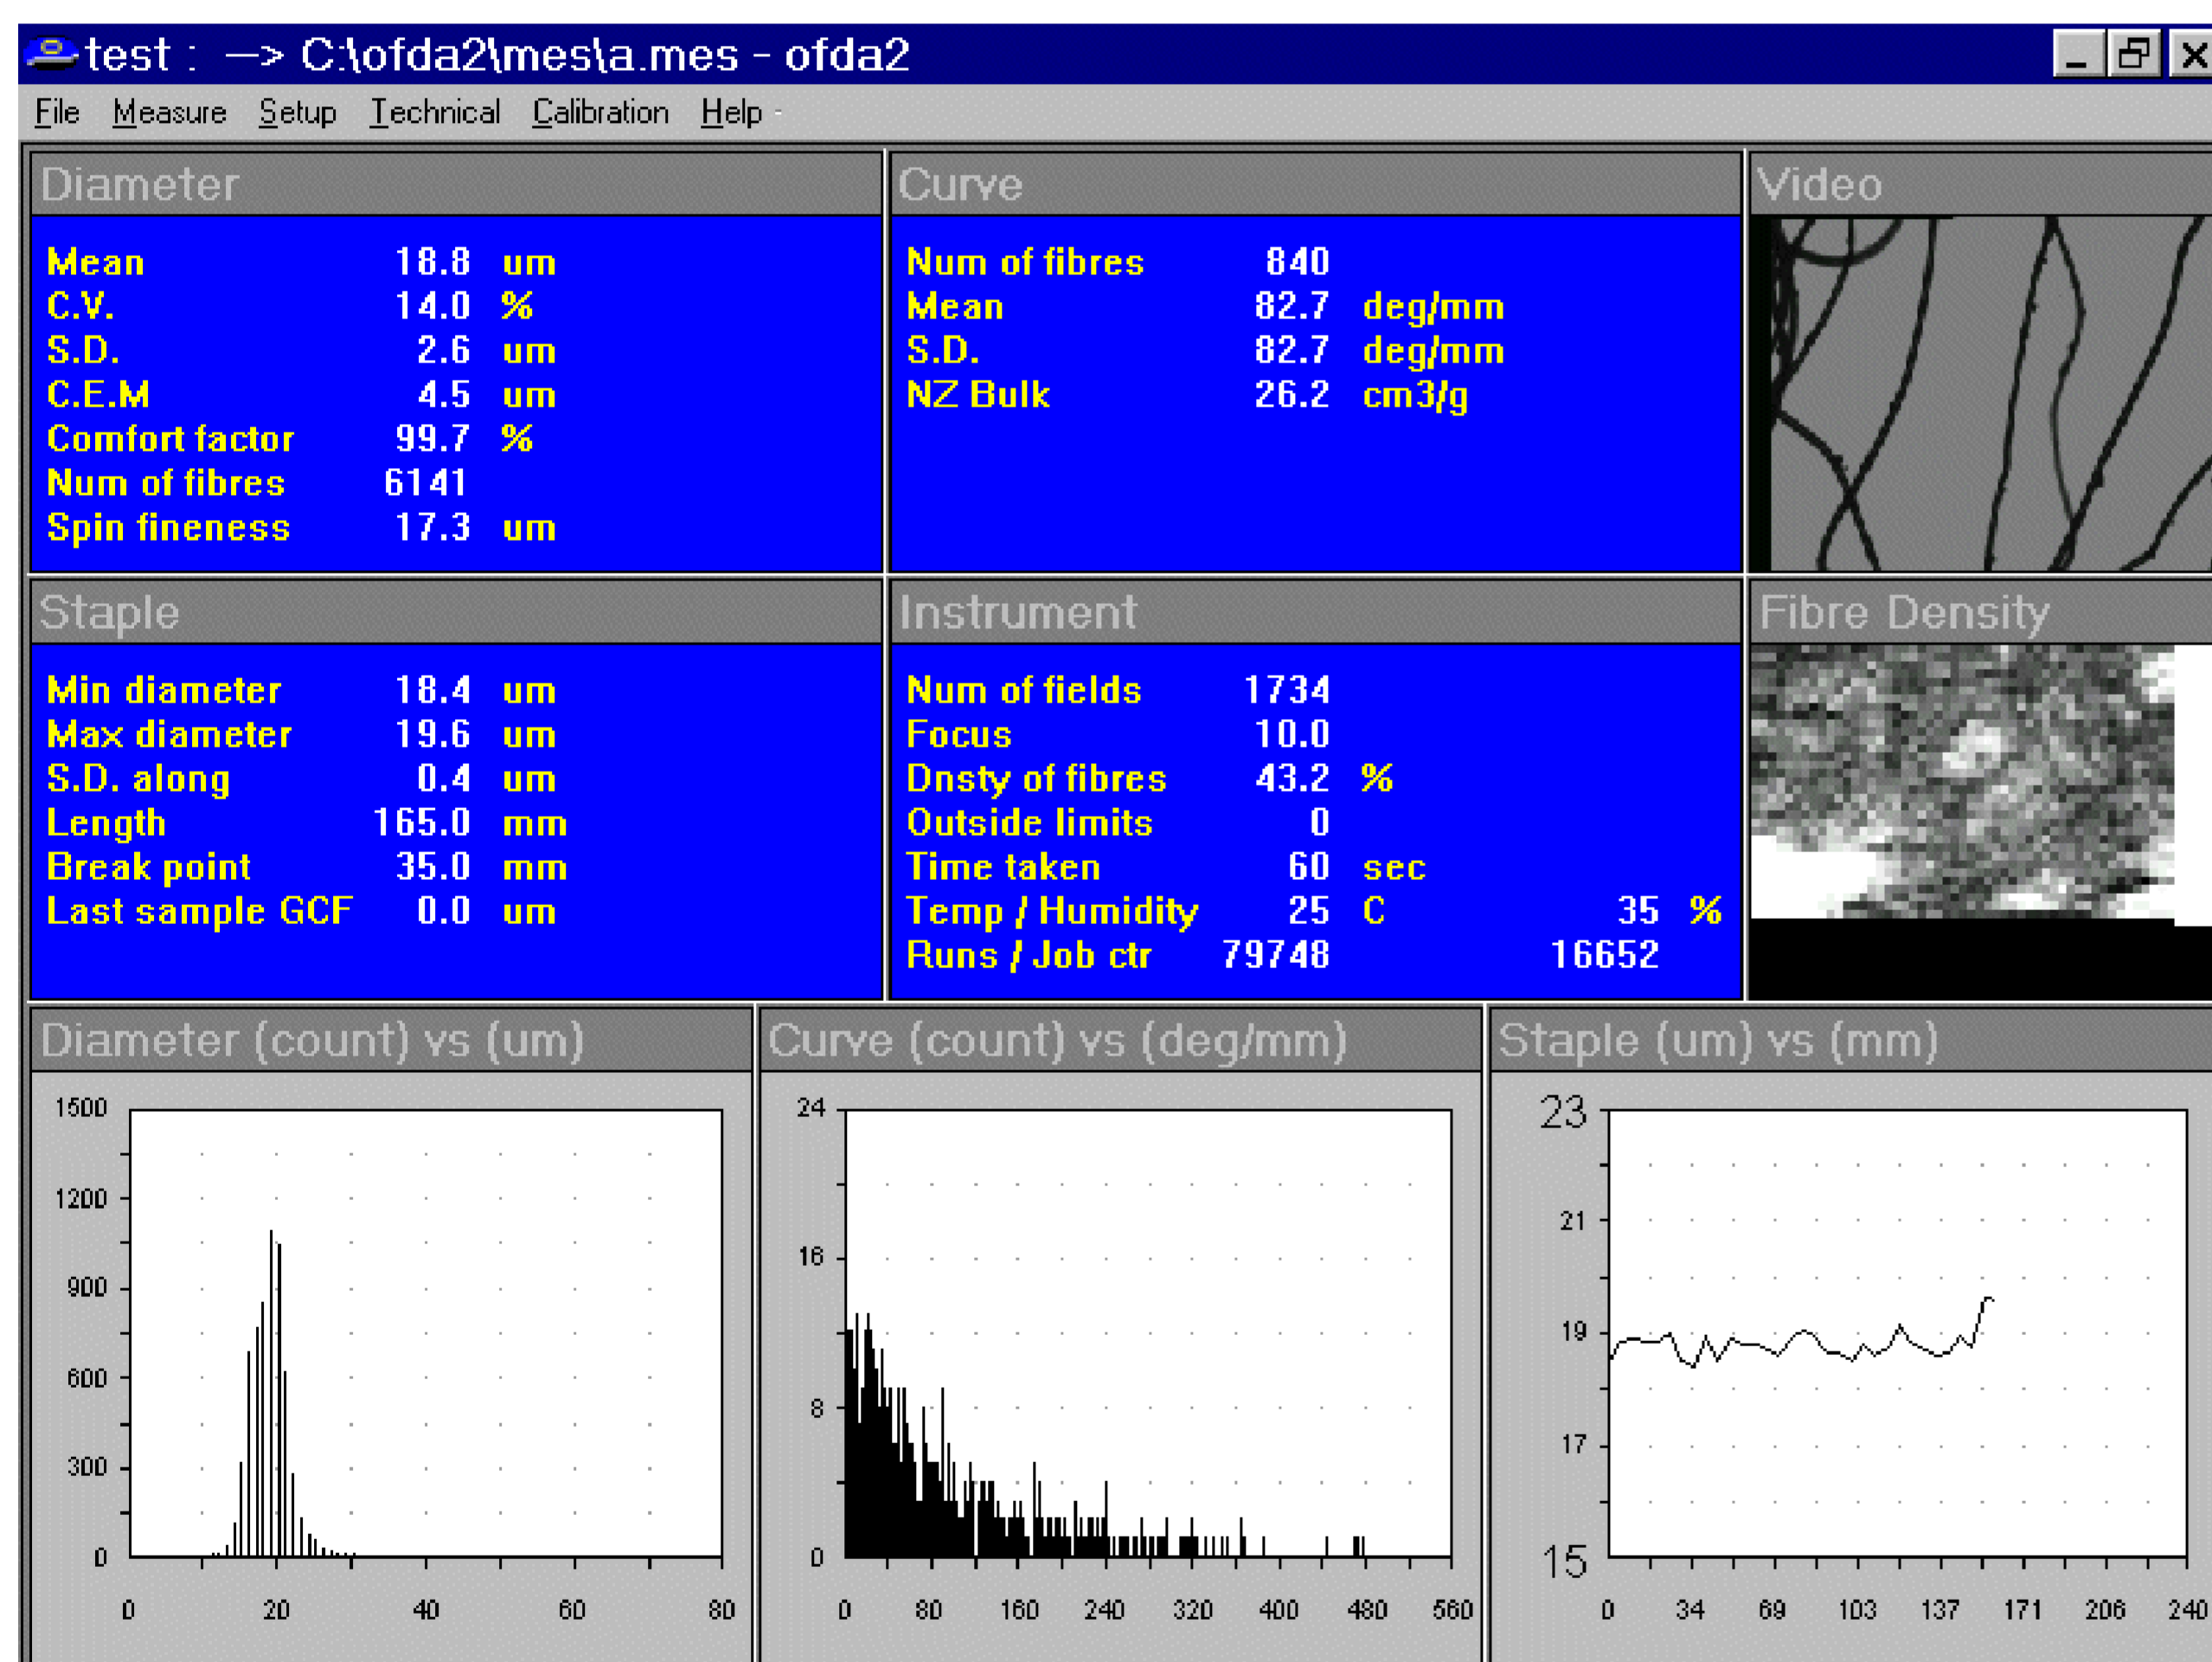 test :  —> C:\ofda2\mes\a.mes - ofda2
File Measure Setup Technical Calibration Help -
Diameter
Mean 18.8 um
C.V. 14.0 %
S.D. 2.6 um
C.E.M 4.5 um
Comfort factor 99.7 %
Num of fibres 6141
Spin fineness 17.3 um
Curve
Num of fibres 840
Mean 82.7 deg/mm
S.D. 82.7 deg/mm
NZ Bulk 26.2 cm3/g
Video
Staple
Min diameter 18.4 um
Max diameter 19.6 um
S.D. along 0.4 um
Length 165.0 mm
Break point 35.0 mm
Last sample GCF 0.0 um
Instrument
Num of fields 1734
Focus 10.0
Dnsty of fibres 43.2 %
Outside limits 0
Time taken 60 sec
Temp / Humidity 25 C 35 %
Runs / Job ctr 79748 16652
Fibre Density
Diameter (count) vs (um)
1500
1200
900
600
300
0
0 20 40 60 80
Curve (count) vs (deg/mm)
24
16
8
0
0 80 160 240 320 400 480 560
Staple (um) vs (mm)
23
21
19
17
15
0 34 69 103 137 171 206 240